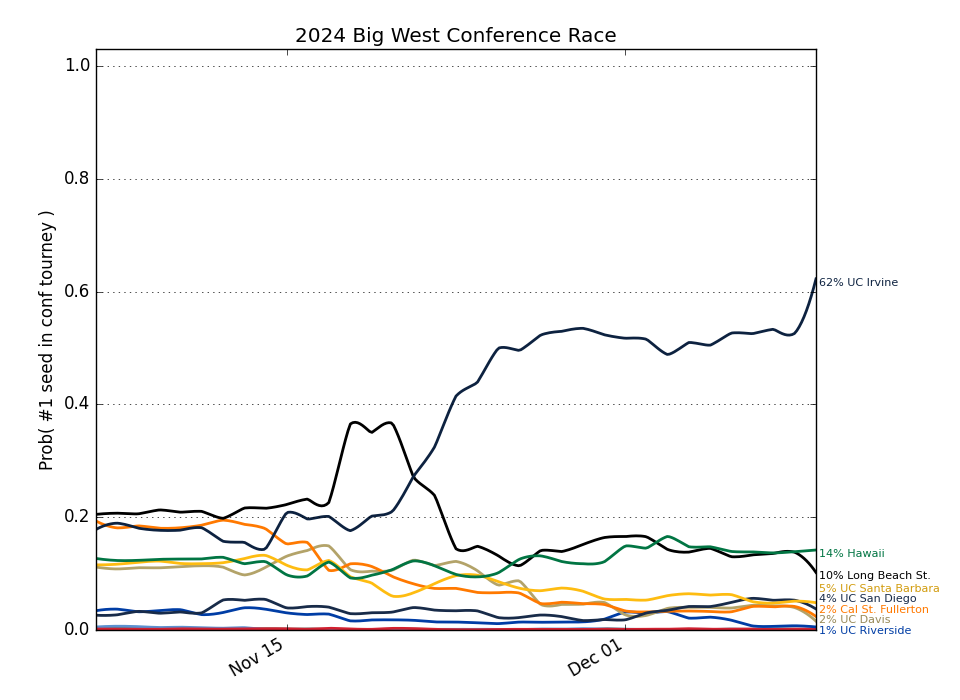 2024 Big West Conference Race
Prob( #1 seed in conf tourney )
1.0
0.8
0.6
0.4
0.2
0.0
Nov 15
Dec 01
62% UC Irvine
14% Hawaii
10% Long Beach St.
5% UC Santa Barbara
4% UC San Diego
2% Cal St. Fullerton
2% UC Davis
1% UC Riverside